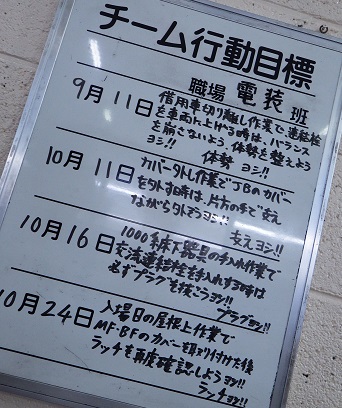 チーム行動目標
職場 電装 班
9月11日 借用車切り離し作業で、連結栓
を車両上げる時は、バランス
を崩さないよう 体勢を整えよう
ヨシ!! 体勢 ヨシ!!
10月11日 カバー外し作業でJBのカバー
を外す時は、片方の手で支え
ながら外そうヨシ!!
支えヨシ!!
10月16日 1000系床下器具の手入れ作業で
交流連結栓を手入れする時は
必ずプラグを抜こうヨシ!!
プラグヨシ!!
10月24日 入場日の屋根上作業で
MF-BFのカバーを取り付けた後
ラッチを再度確認しようヨシ!!
ラッチヨシ!!